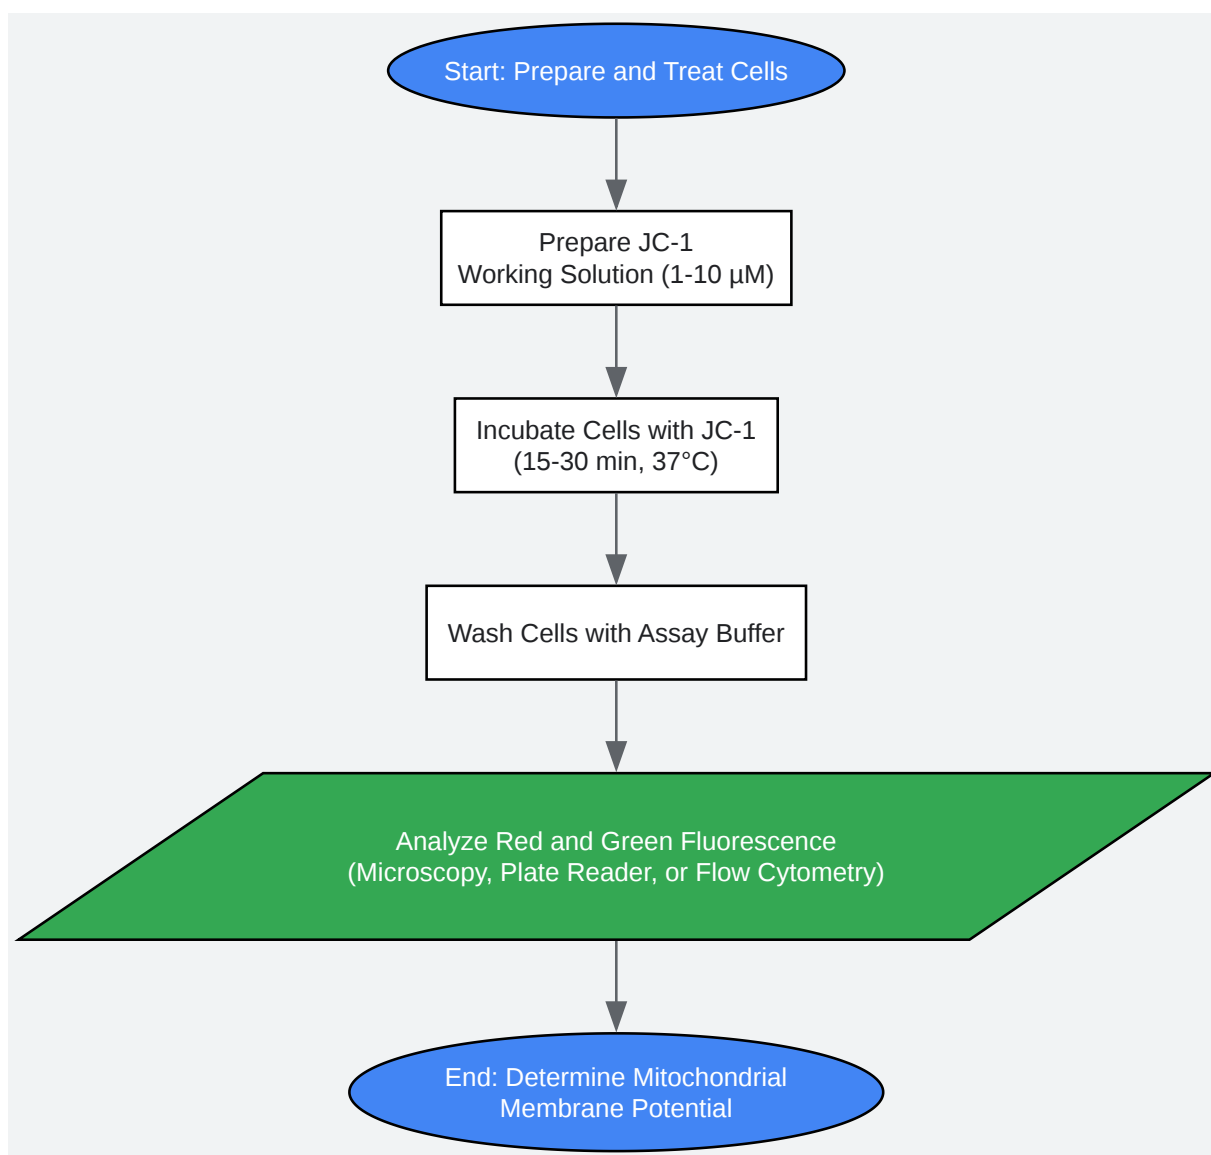 Start: Prepare and Treat Cells
Prepare JC-1
Working Solution (1-10 µM)
Incubate Cells with JC-1
(15-30 min, 37°C)
Wash Cells with Assay Buffer
Analyze Red and Green Fluorescence
(Microscopy, Plate Reader, or Flow Cytometry)
End: Determine Mitochondrial
Membrane Potential